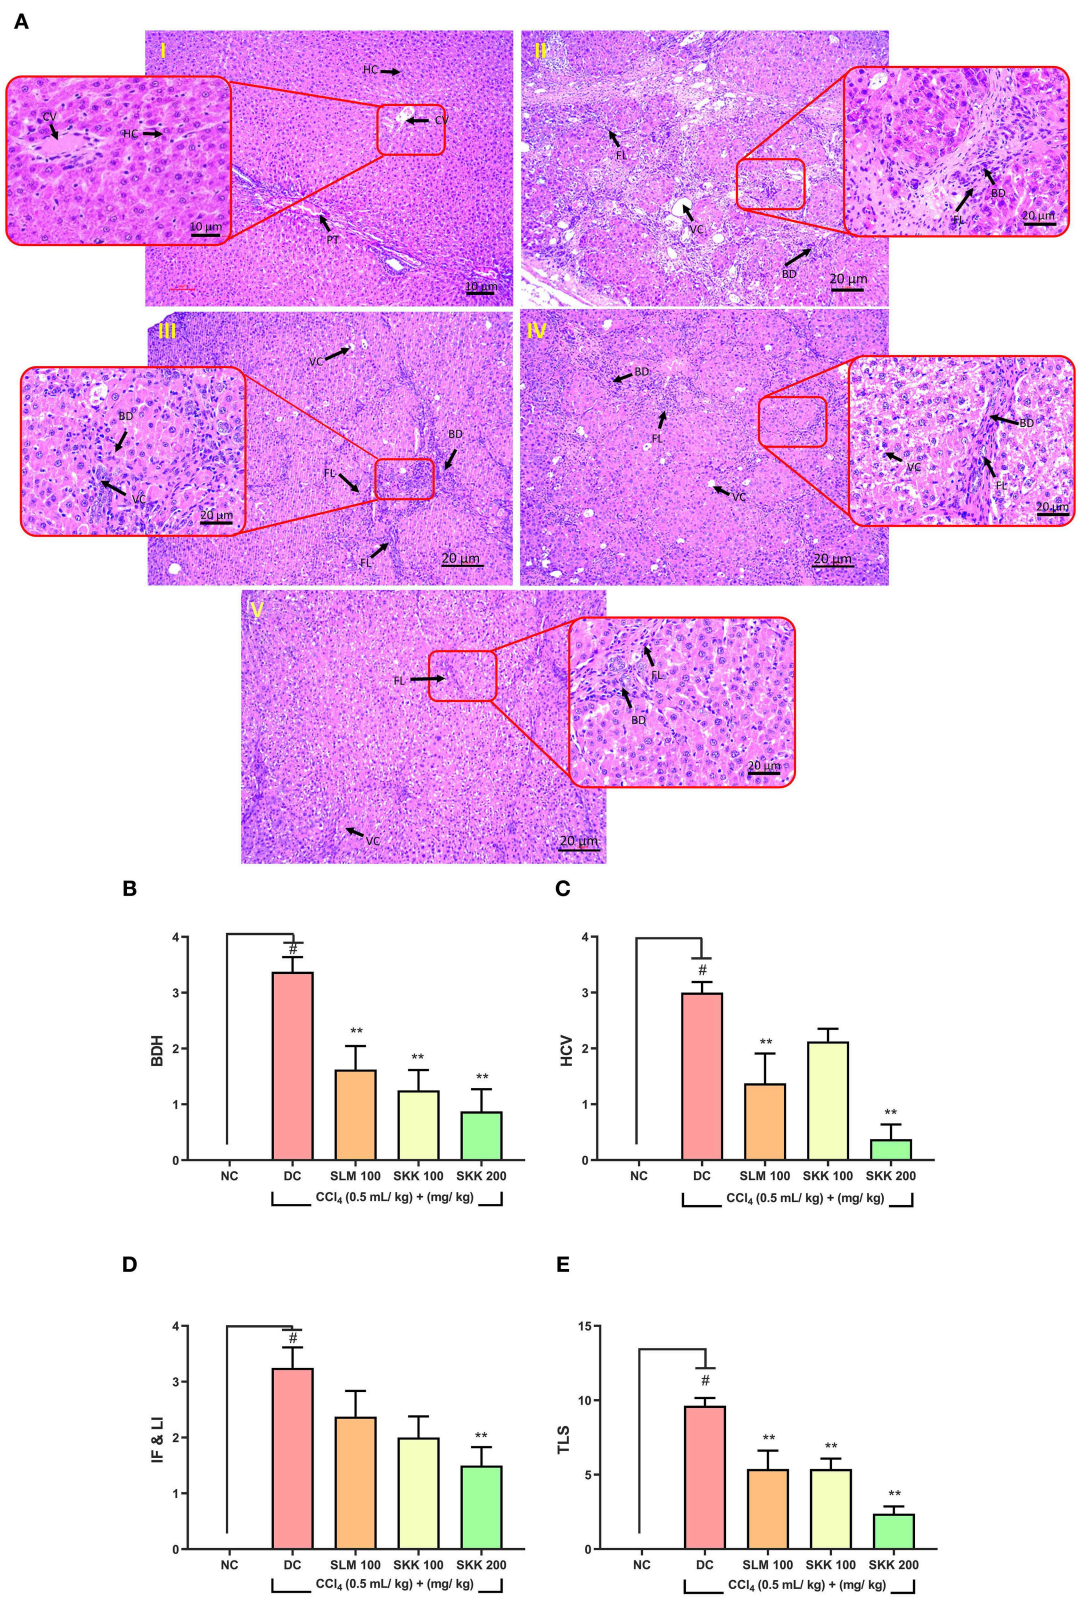 A
I
HC
CV
PT
10 µm
CV
HC
10 µm
II
FL
VC
BD
20 µm
BD
FL
20 µm
III
VC
BD
FL
FL
20 µm
BD
VC
20 µm
IV
BD
FL
VC
20 µm
BD
VC
FL
20 µm
V
FL
VC
20 µm
FL
BD
20 µm
B
BDH
4
3
2
1
0
#
**
**
**
NC DC SLM 100 SKK 100 SKK 200
CCl₄ (0.5 mL/ kg) + (mg/ kg)
C
HCV
4
3
2
1
0
#
**
**
NC DC SLM 100 SKK 100 SKK 200
CCl₄ (0.5 mL/ kg) + (mg/ kg)
D
IF & LI
4
3
2
1
0
#
**
NC DC SLM 100 SKK 100 SKK 200
CCl₄ (0.5 mL/ kg) + (mg/ kg)
E
TLS
15
10
5
0
#
**
**
**
NC DC SLM 100 SKK 100 SKK 200
CCl₄ (0.5 mL/ kg) + (mg/ kg)